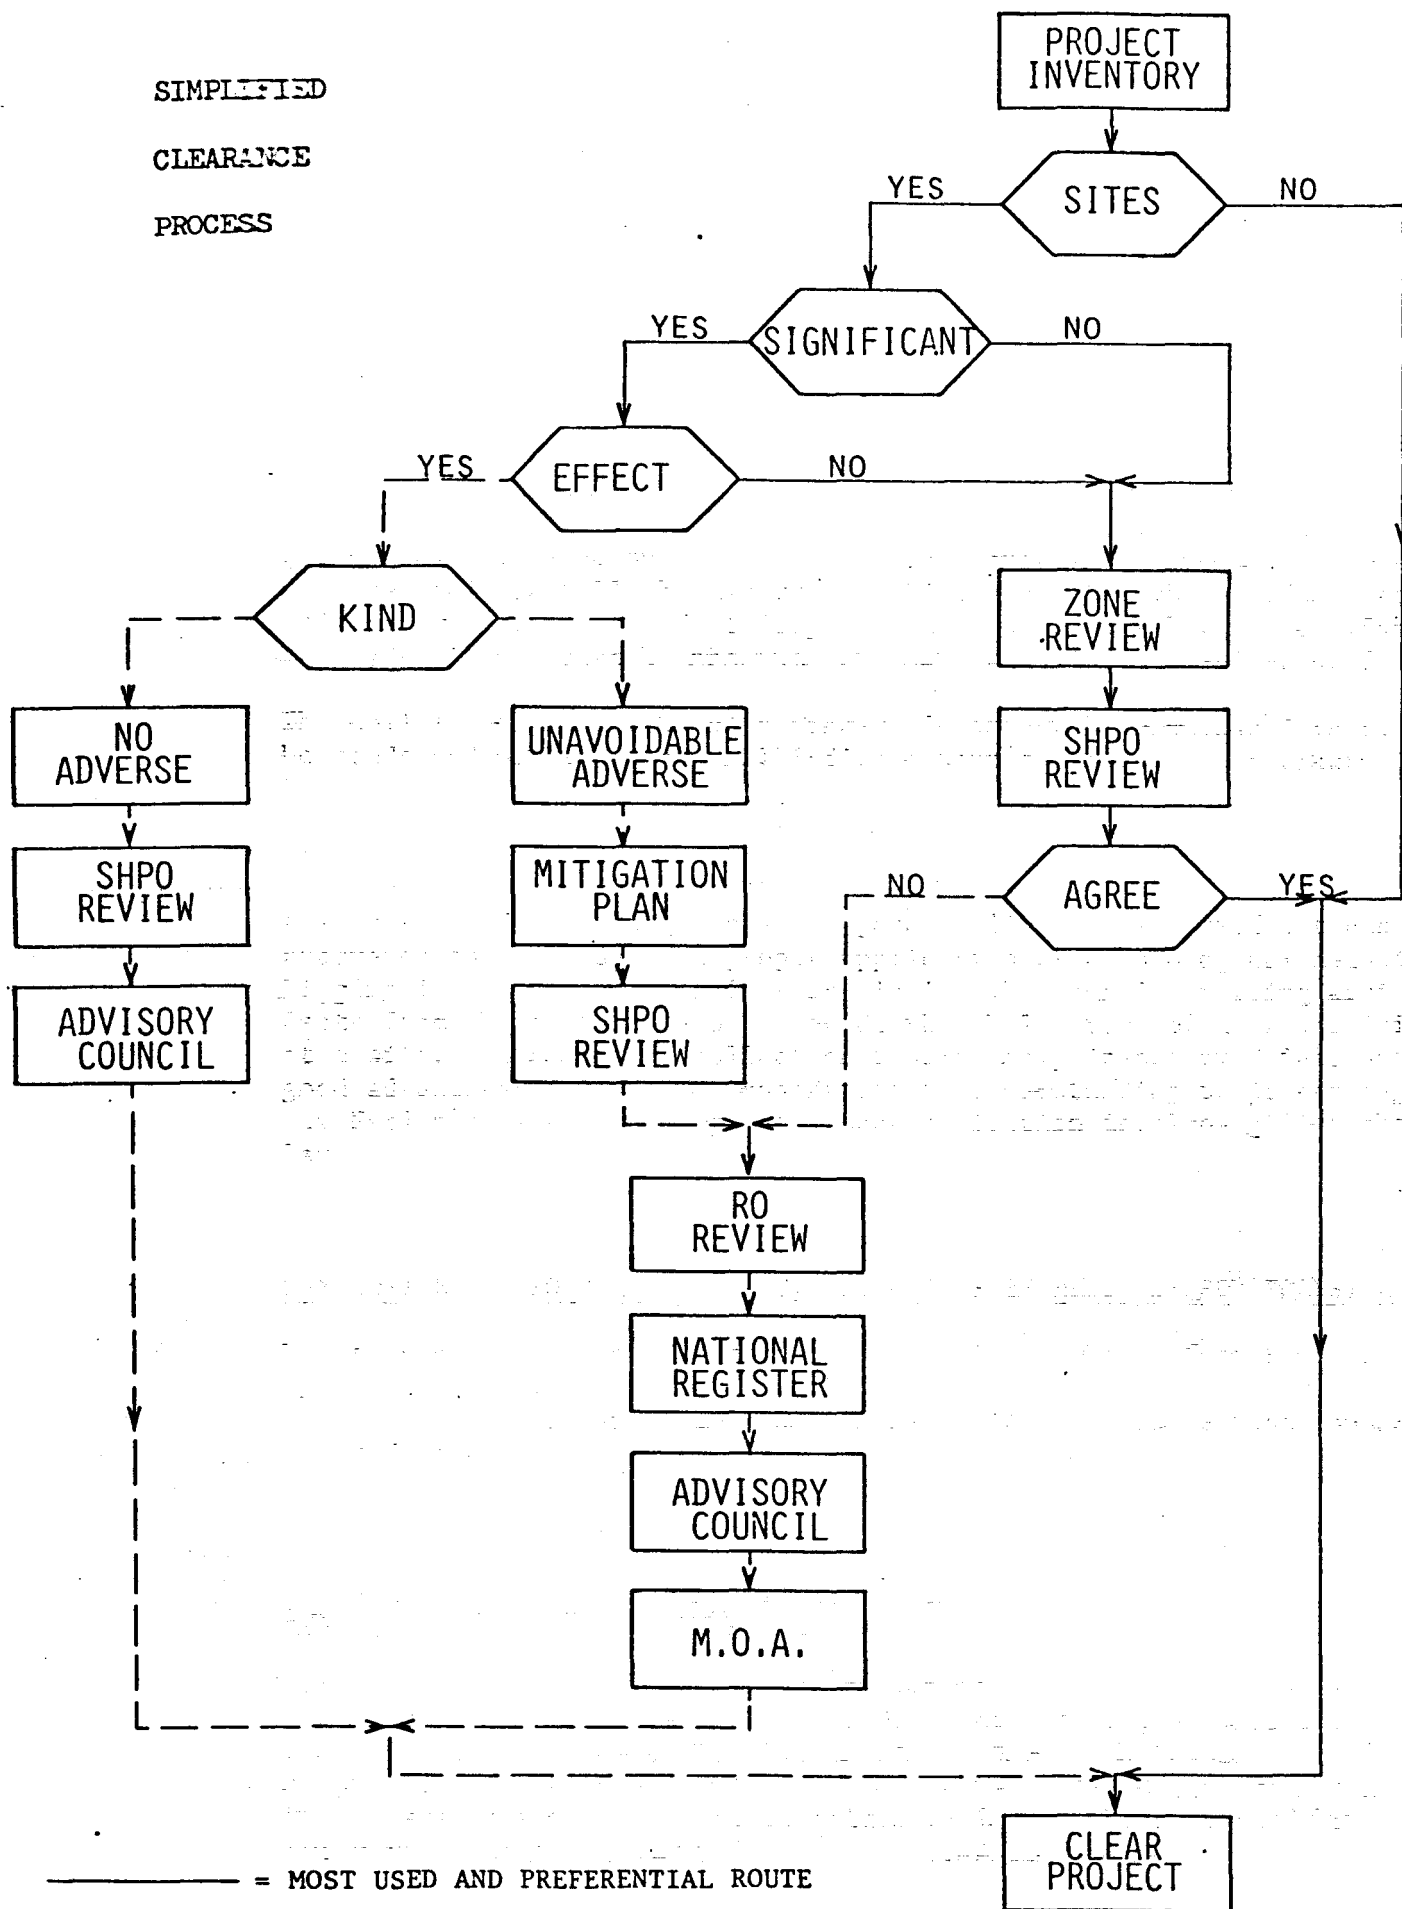 SIMPLIFIED
CLEARANCE
PROCESS
PROJECT
INVENTORY
YES
SITES
NO
YES
SIGNIFICANT
NO
YES
EFFECT
NO
KIND
ZONE
REVIEW
NO
ADVERSE
UNAVOIDABLE
ADVERSE
SHPO
REVIEW
SHPO
REVIEW
MITIGATION
PLAN
NO
AGREE
YES
ADVISORY
COUNCIL
SHPO
REVIEW
RO
REVIEW
NATIONAL
REGISTER
ADVISORY
COUNCIL
M.O.A.
CLEAR
PROJECT
= MOST USED AND PREFERENTIAL ROUTE